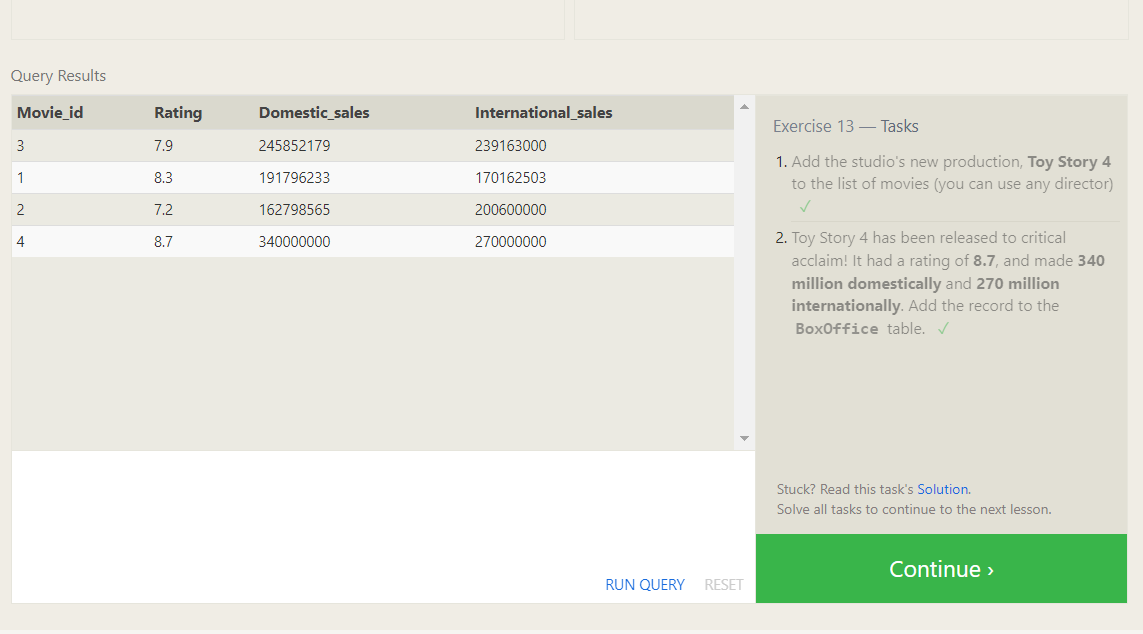 Query Results
Movie_id Rating Domestic_sales International_sales
3 7.9 245852179 239163000
1 8.3 191796233 170162503
2 7.2 162798565 200600000
4 8.7 340000000 270000000
RUN QUERY RESET
Exercise 13 — Tasks
1. Add the studio's new production, Toy Story 4
to the list of movies (you can use any director)
✓
2. Toy Story 4 has been released to critical
acclaim! It had a rating of 8.7, and made 340
million domestically and 270 million
internationally. Add the record to the
BoxOffice table. ✓
Stuck? Read this task's Solution.
Solve all tasks to continue to the next lesson.
Continue ›